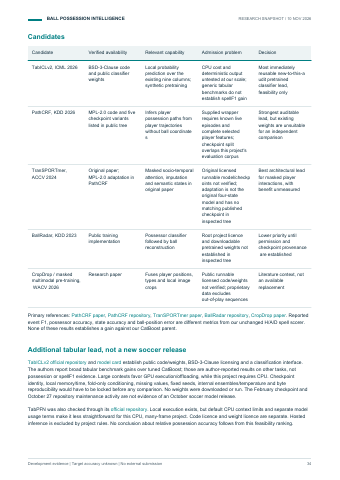 BALL POSSESSION INTELLIGENCE
RESEARCH SNAPSHOT / 10 NOV 2026
Candidates
Candidate
Verified availability
Relevant capability
Admission problem
Decision
TabICLv2, ICML 2026
BSD-3-Clause code
and public classifier
weights
Local probability
prediction over the
existing nine columns;
synthetic pretraining
CPU cost and
deterministic output
untested at our scale;
generic tabular
benchmarks do not
establish spell F1 gain
Most immediately
reusable new-to-this-a
udit pretrained
classifier lead,
feasibility only
PathCRF, KDD 2026
MPL-2.0 code and five
checkpoint variants
listed in public tree
Infers player
possession paths from
player trajectories
without ball coordinate
s
Supplied wrapper
requires known live
episodes and
complete selected
player features;
checkpoint split
overlaps this project's
evaluation corpus
Strongest auditable
lead, but existing
weights are unsuitable
for an independent
comparison
TranSPORTmer,
ACCV 2024
Original paper;
MPL-2.0 adaptation in
PathCRF
Masked socio-temporal
attention, imputation
and semantic states in
original paper
Original licensed
runnable model/checkpo
ints not verified;
adaptation is not the
original four-state
model and has no
matching published
checkpoint in
inspected tree
Best architectural lead
for masked player
interactions, with
benefit unmeasured
BallRadar, KDD 2023
Public training
implementation
Possessor classifier
followed by ball
reconstruction
Root project licence
and downloadable
pretrained weights not
established in
inspected tree
Lower priority until
permission and
checkpoint provenance
are established
CropDrop / masked
multimodal pre-training,
WACV 2026
Research paper
Fuses player positions,
types and local image
crops
Public runnable
licensed code/weights
not verified; proprietary
data excludes
out-of-play sequences
Literature context, not
an available
replacement
Primary references: PathCRF paper, PathCRF repository, TranSPORTmer paper, BallRadar repository, CropDrop paper. Reported
event F1, possessor accuracy, state accuracy and ball-position error are different metrics from our unchanged H/A/D spell scorer.
None of these results establishes a gain against our custodian.
Additional tabular lead, not a new soccer release
TabICLv2 official repository and model card establish public code/weights, BSD-3-Clause licensing and a classification interface.
The authors report broad tabular benchmark gains over tuned CatBoost; those are author-reported results on other tasks, not
possession or spell F1 evidence. Large contexts favor GPU execution/offloading, while this project requires CPU. Checkpoint
identity, local memory/time, fold-only conditioning, missing values, fixed seeds, internal ensembles/temperature and byte
reproducibility would have to be locked before any comparison. No weights were downloaded or run. The February checkpoint and
October 27 repository maintenance activity are not evidence of an October soccer model release.
TabPFN was also checked through its official repository. Local execution exists, but default CPU context limits and separate model
usage terms make it less straightforward for this CPU, many-frame project. Code licence and weight licence are separate. Hosted
inference is excluded by project rules. No conclusion about relative possession accuracy follows from this feasibility ranking.
Development evidence | Target accuracy unknown | No external submission